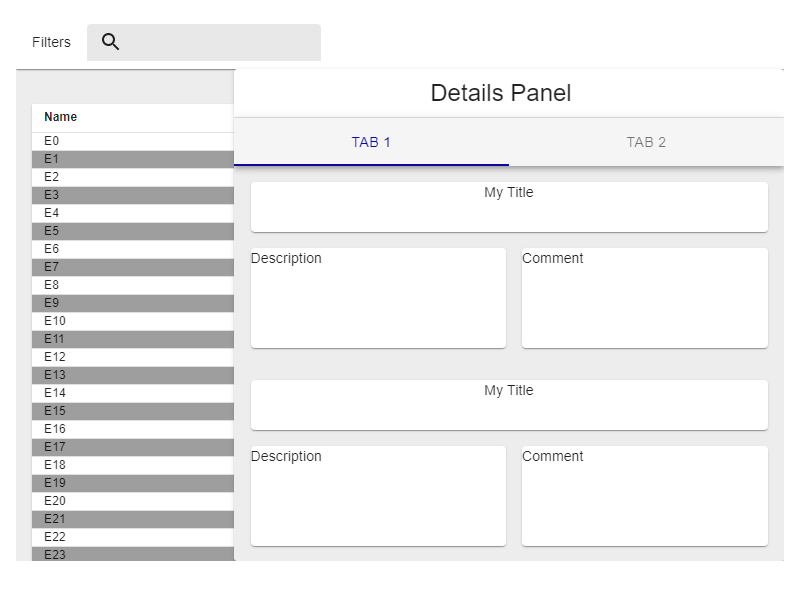 Filters
Details Panel
TAB 1
TAB 2
Name
E0
E1
E2
E3
E4
E5
E6
E7
E8
E9
E10
E11
E12
E13
E14
E15
E16
E17
E18
E19
E20
E21
E22
E23
My Title
Description
Comment
My Title
Description
Comment